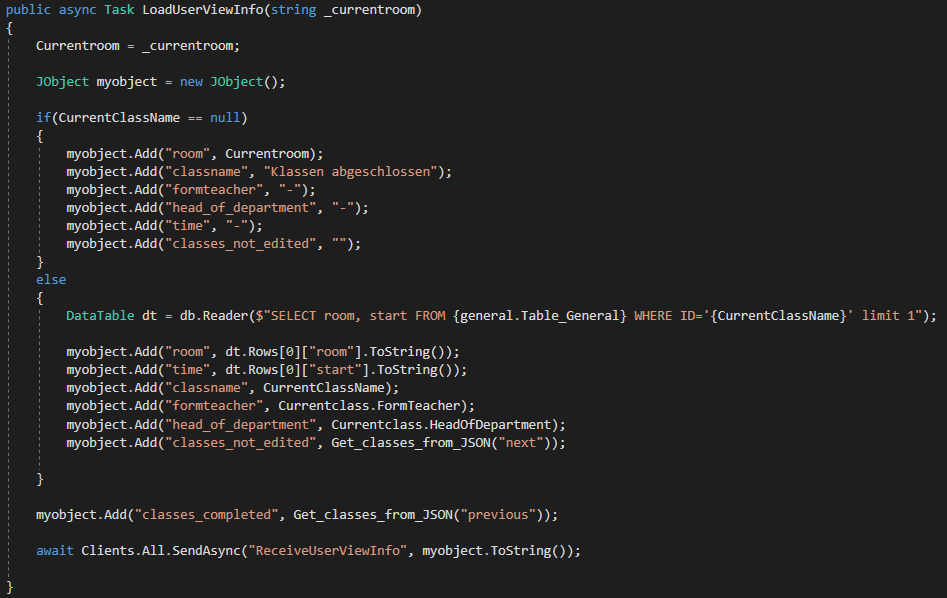 public async Task LoadUserViewInfo(string _currentroom)
{
Currentroom = _currentroom;
JObject myobject = new JObject();
if(CurrentClassName == null)
{
myobject.Add("room", Currentroom);
myobject.Add("classname", "Klassen abgeschlossen");
myobject.Add("formteacher", "-");
myobject.Add("head_of_department", "-");
myobject.Add("time", "-");
myobject.Add("classes_not_edited", "");
}
else
{
DataTable dt = db.Reader($"SELECT room, start FROM {general.Table_General} WHERE ID='{CurrentClassName}' limit 1");
myobject.Add("room", dt.Rows[0]["room"].ToString());
myobject.Add("time", dt.Rows[0]["start"].ToString());
myobject.Add("classname", CurrentClassName);
myobject.Add("formteacher", Currentclass.FormTeacher);
myobject.Add("head_of_department", Currentclass.HeadOfDepartment);
myobject.Add("classes_not_edited", Get_classes_from_JSON("next"));
}
myobject.Add("classes_completed", Get_classes_from_JSON("previous"));
await Clients.All.SendAsync("ReceiveUserViewInfo", myobject.ToString());
}